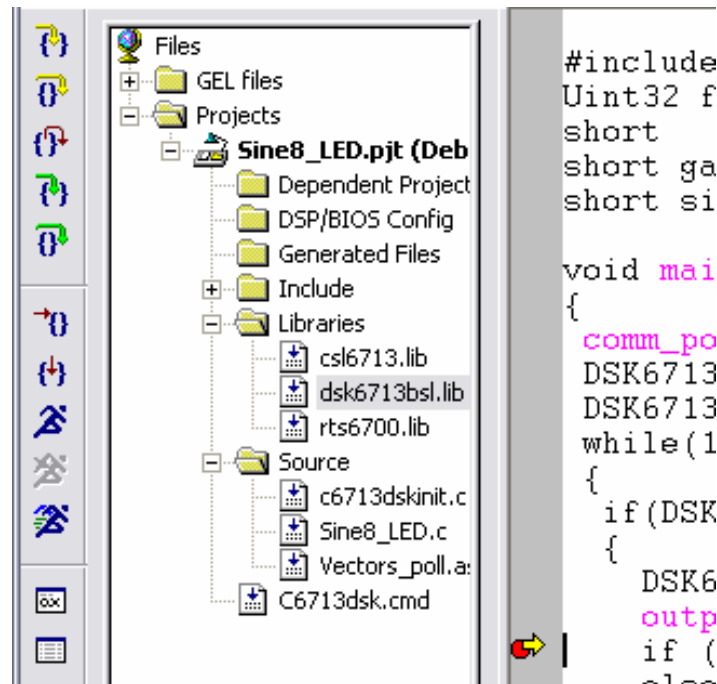 Files
GEL files
Projects
Sine8_LED.pjt (Deb
Dependent Project
DSP/BIOS Config
Generated Files
Include
Libraries
csl6713.lib
dsk6713bsl.lib
rts6700.lib
Source
c6713dskinit.c
Sine8_LED.c
Vectors_poll.as
C6713dsk.cmd
#include
Uint32 f
short
short ga
short si
void mai
{
comm_po
DSK6713
DSK6713
while(1
{
if(DSK
{
DSK6
outp
if (
else